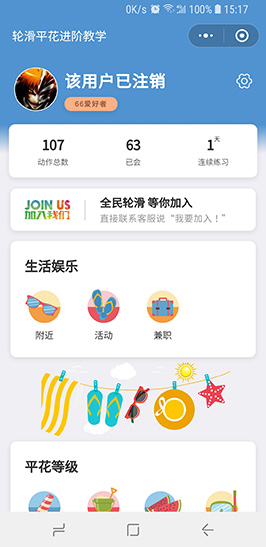 0K/s 100% 15:17
轮滑平花进阶教学
该用户已注销
66爱好者
107
63
1天
动作总数
已会
连续练习
JOIN US
加入我们
全民轮滑 等你加入
直接联系客服说“我要加入！”
生活娱乐
附近
活动
兼职
平花等级